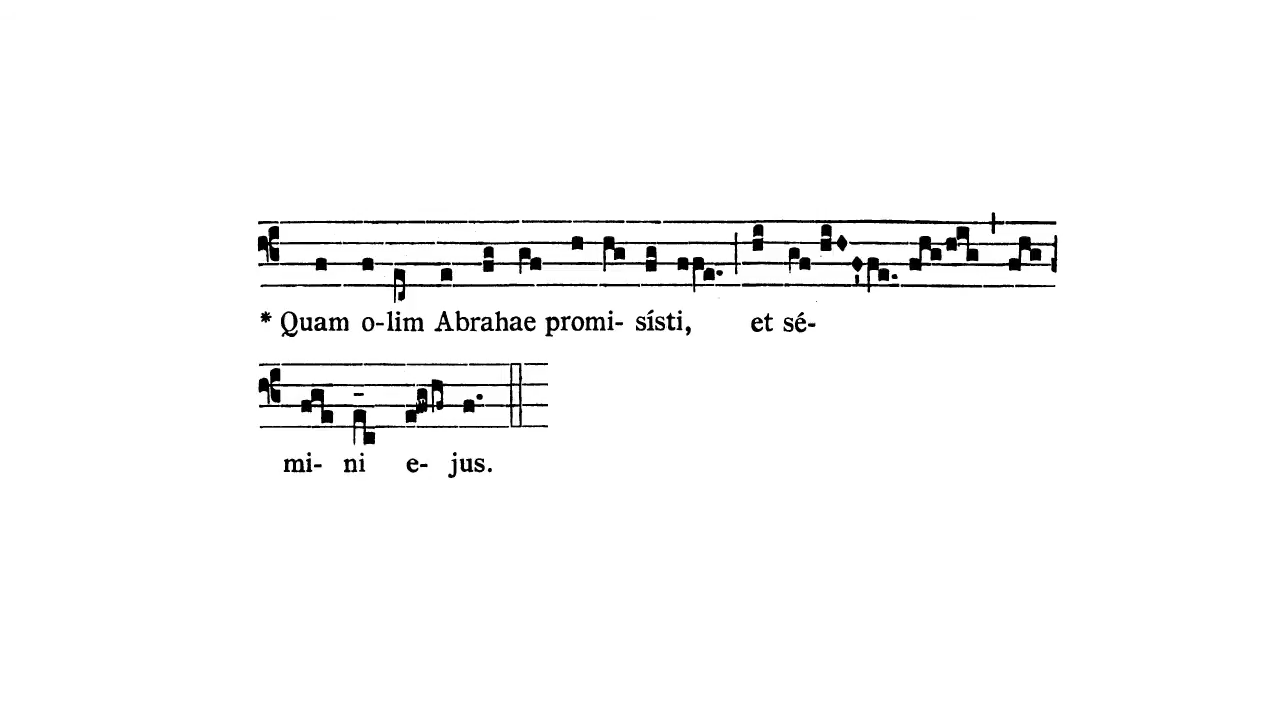 * Quam o-lim Abrahae promi- sísti, et sé-
mi- ni e- jus.